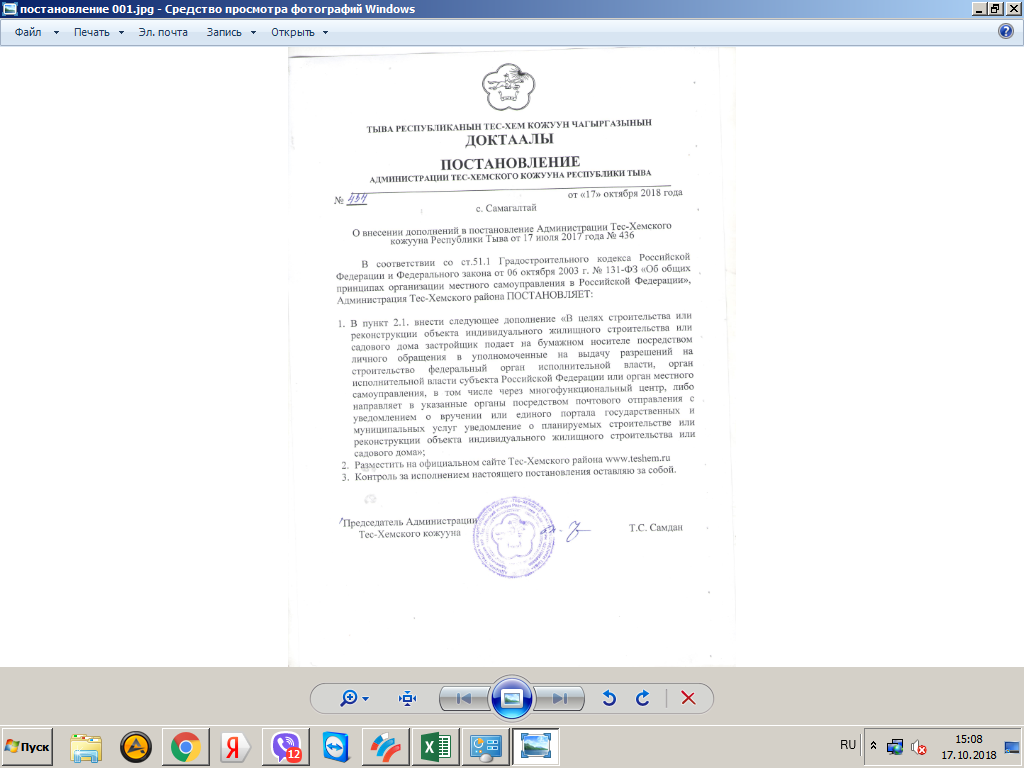 постановление 001.jpg - Средство просмотра фотографий Windows
Файл Печать Эл. почта Запись Открыть
ТЫВА РЕСПУБЛИКАНЫН ТЕС-ХЕМ КОЖУУН ЧАГЫРГАЗЫНЫН
ДОКТААЛЫ
ПОСТАНОВЛЕНИЕ
АДМИНИСТРАЦИИ ТЕС-ХЕМСКОГО КОЖУУНА РЕСПУБЛИКИ ТЫВА
№ от «17» октября 2018 года
с. Самагалтай
О внесении дополнений в постановление Администрации Тес-Хемского
кожууна Республики Тыва от 17 июля 2017 года № 436
В соответствии со ст.51.1 Градостроительного кодекса Российской
Федерации и Федерального закона от 06 октября 2003 г. № 131-ФЗ «Об общих
принципах организации местного самоуправления в Российской Федерации»,
Администрация Тес-Хемского района ПОСТАНОВЛЯЕТ:
1. В пункт 2.1. внести следующее дополнение «В целях строительства или
реконструкции объекта индивидуального жилищного строительства или
садового дома застройщик подает на бумажном носителе посредством
личного обращения в уполномоченные на выдачу разрешений на
строительство федеральный орган исполнительной власти, орган
исполнительной власти субъекта Российской Федерации или орган местного
самоуправления, в том числе через многофункциональный центр, либо
направляет в указанные органы посредством почтового отправления с
уведомлением о вручении или единого портала государственных и
муниципальных услуг уведомление о планируемых строительстве или
реконструкции объекта индивидуального жилищного строительства или
садового дома»;
2. Разместить на официальном сайте Тес-Хемского района www.teshem.ru
3. Контроль за исполнением настоящего постановления оставляю за собой.
Председатель Администрации
Тес-Хемского кожууна Т.С. Самдан
Пуск
12
RU
15:08
17.10.2018